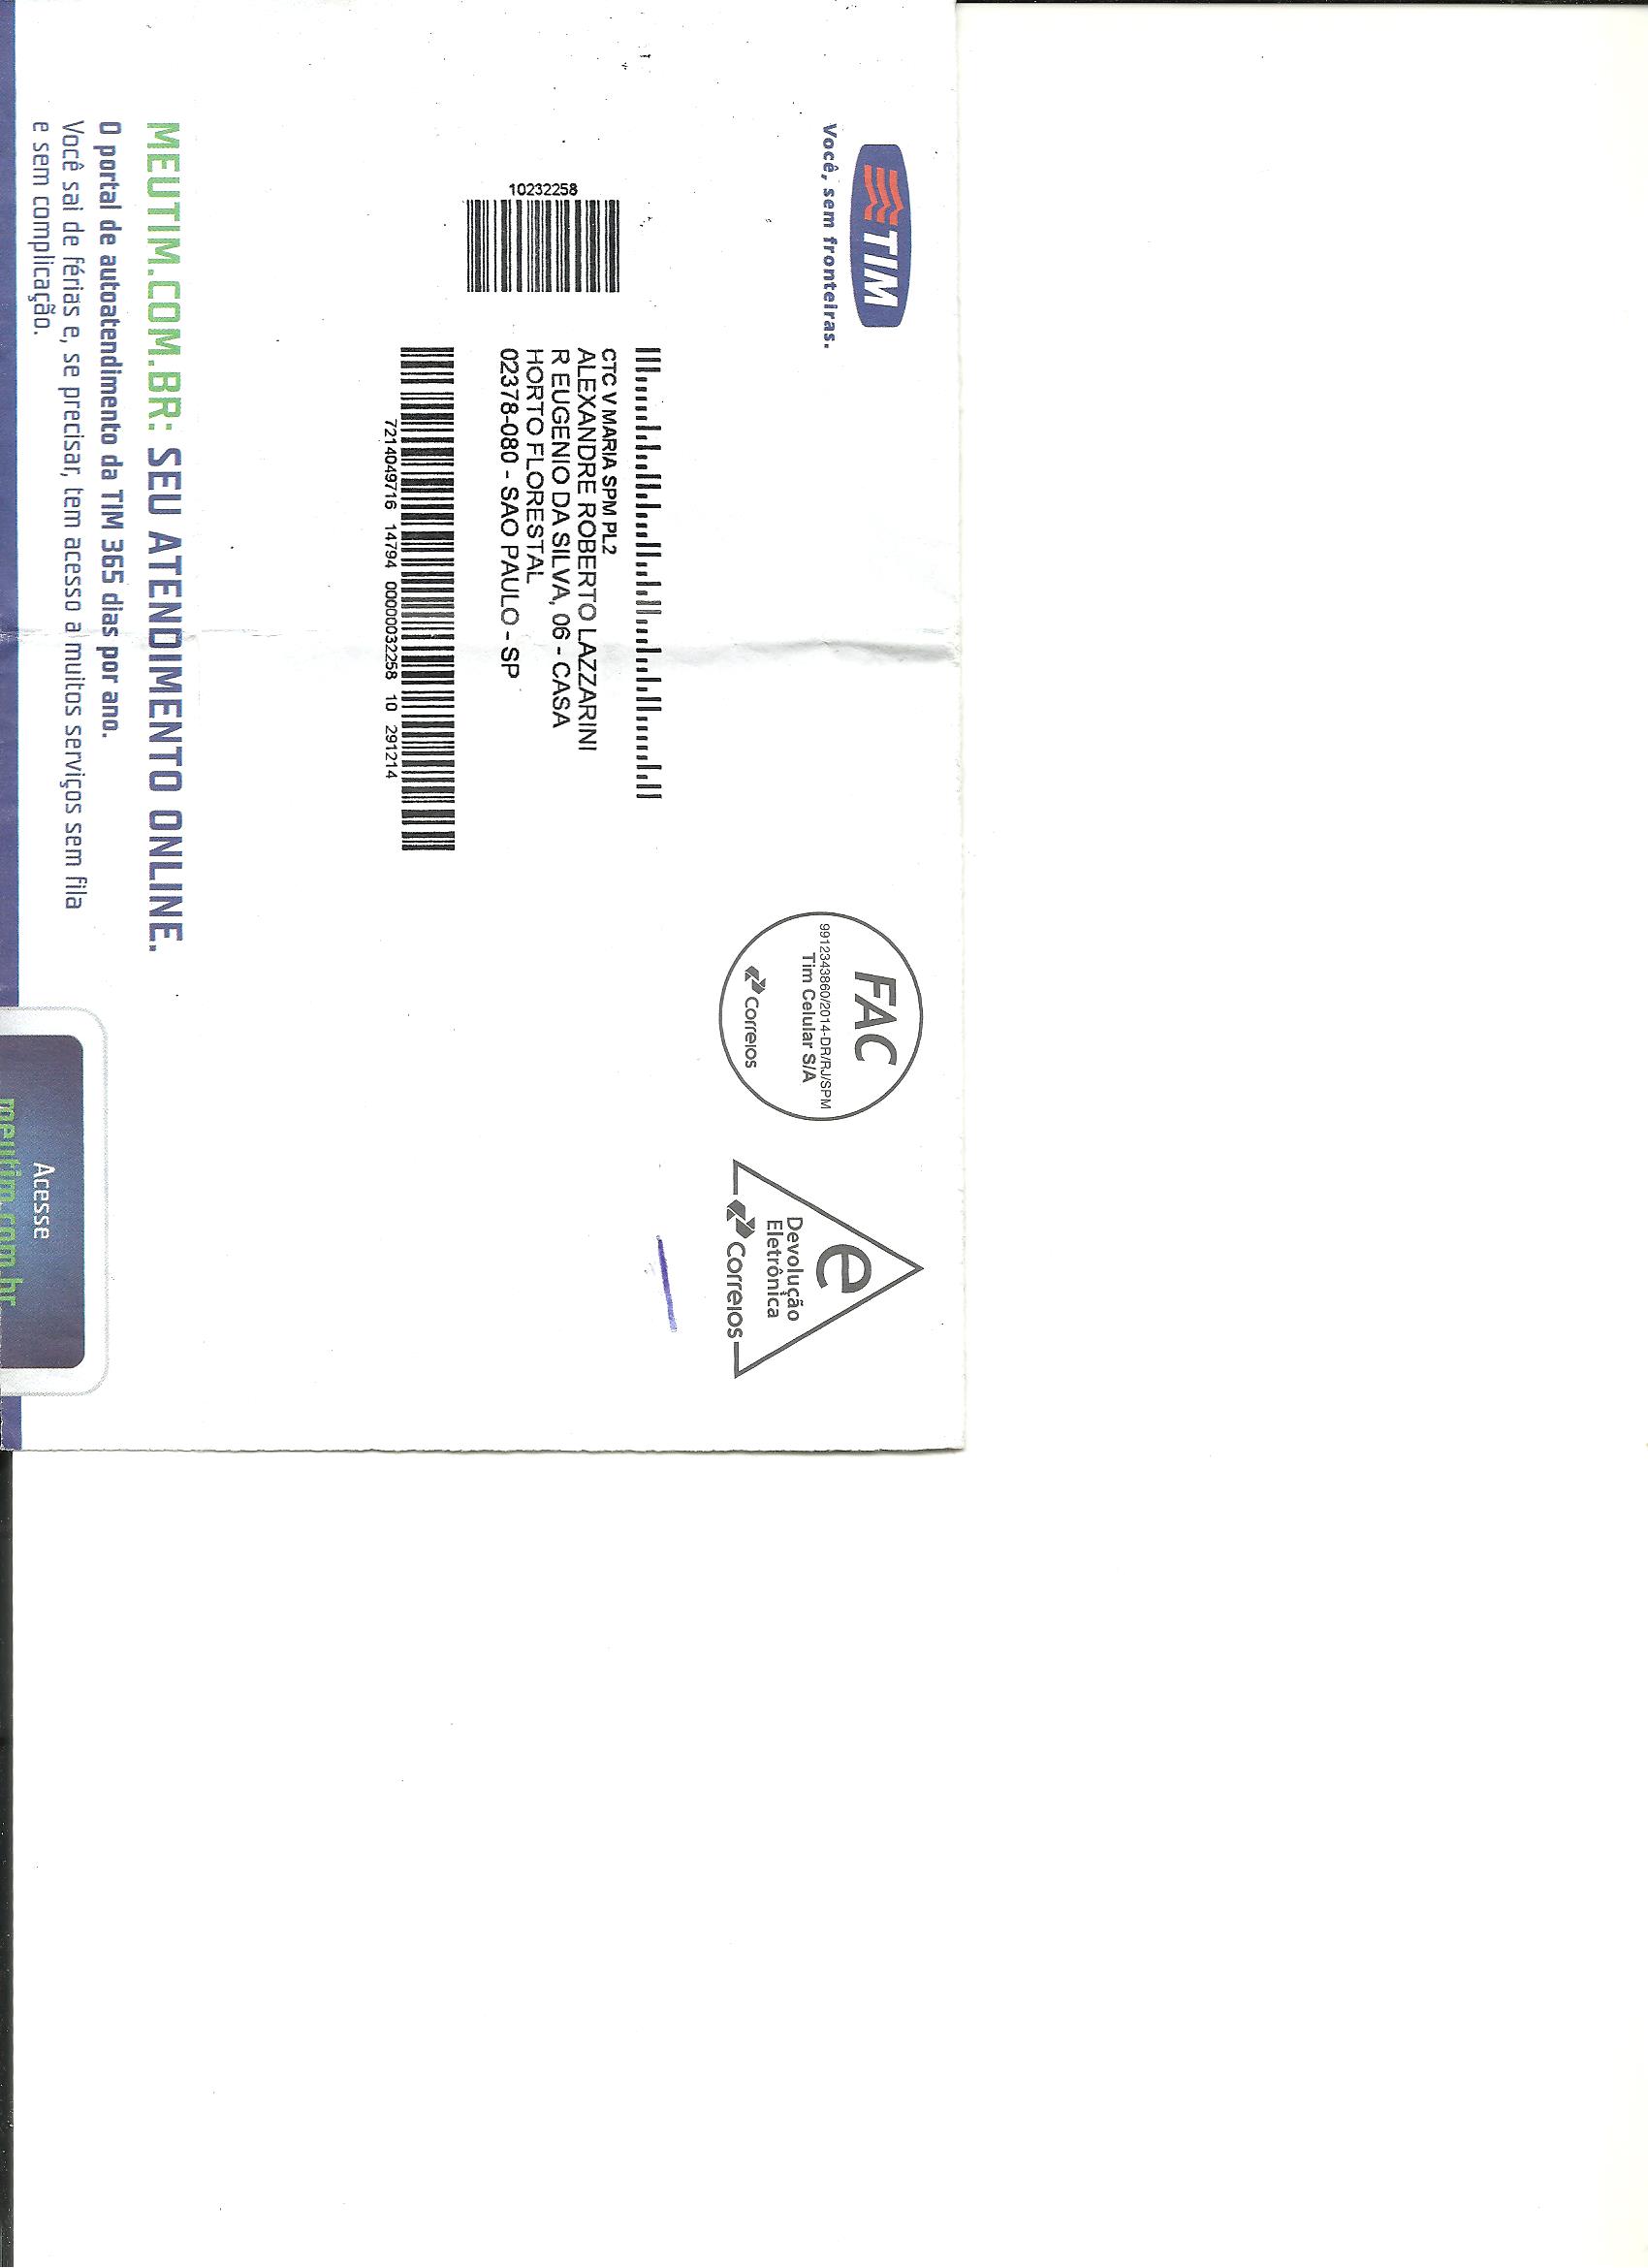 TIM
Você, sem fronteiras.
FAC
9912343860/2014-DR/RJ/SPM
Tim Celular S/A
Correios
e
Devolução
Eletrônica
Correios
10232258
CTC V MARIA SPM PL2
ALEXANDRE ROBERTO LAZZARINI
R EUGENIO DA SILVA, 06 - CASA
HORTO FLORESTAL
02378-080 - SAO PAULO - SP
7214049716 14794 00000032258 10 291214
MEUTIM.COM.BR: SEU ATENDIMENTO ONLINE.
O portal de autoatendimento da TIM 365 dias por ano.
Você sai de férias e, se precisar, tem acesso a muitos serviços sem fila
e sem complicação.
Acesse
meutim.com.br